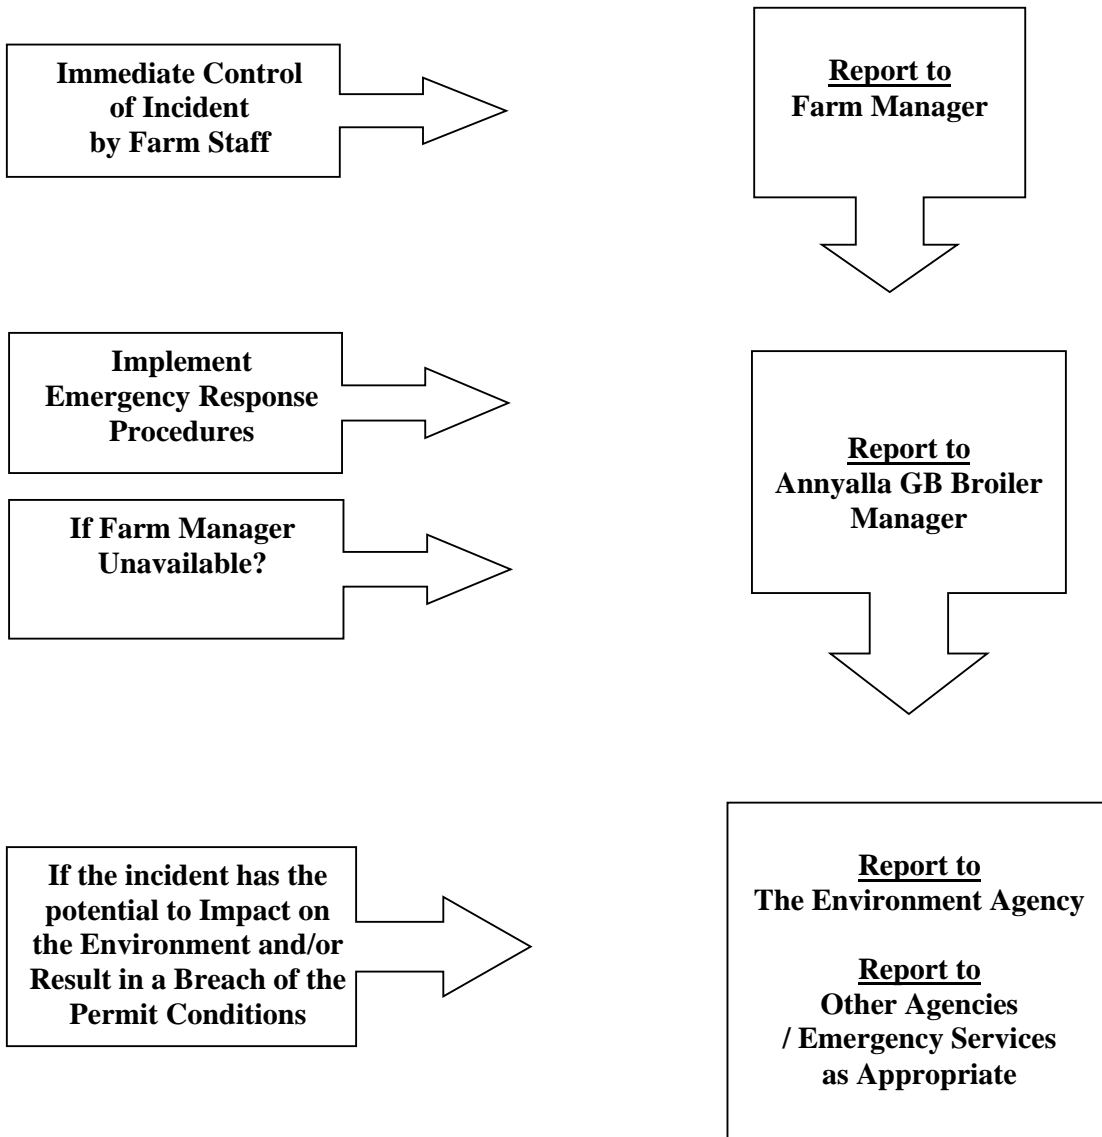 Immediate Control
of Incident
by Farm Staff
Report to
Farm Manager
Implement
Emergency Response
Procedures
If Farm Manager
Unavailable?
Report to
Annyalla GB Broiler
Manager
If the incident has the
potential to Impact on
the Environment and/or
Result in a Breach of the
Permit Conditions
Report to
The Environment Agency
Report to
Other Agencies
/ Emergency Services
as Appropriate